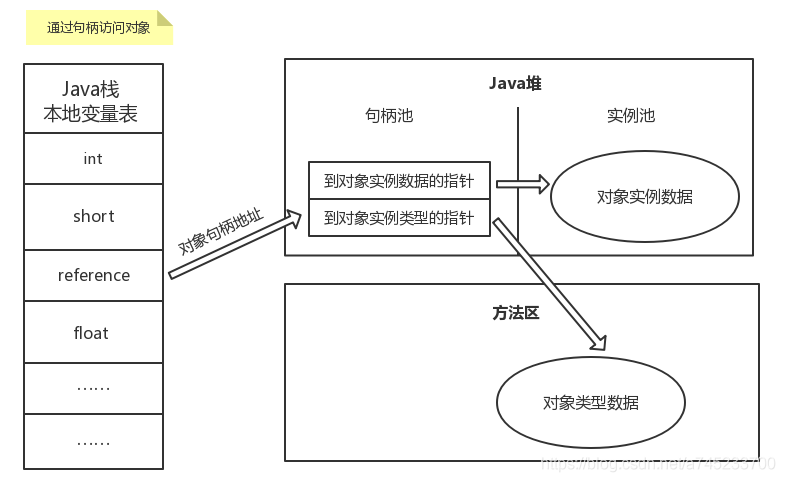 通过句柄访问对象
Java栈
本地变量表
int
short
reference
float
……
……
对象句柄地址
Java堆
句柄池
实例池
到对象实例数据的指针
到对象实例类型的指针
对象实例数据
方法区
对象类型数据
https://blog.csdn.net/a745233700